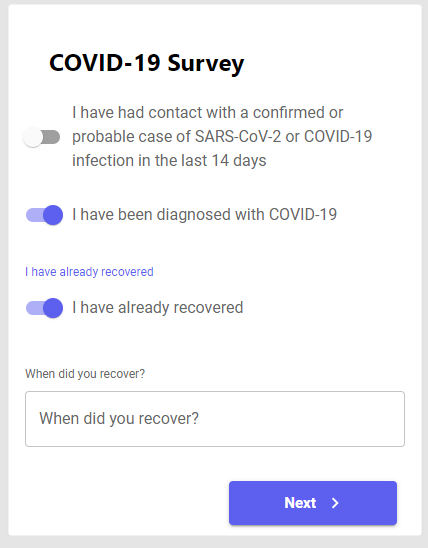 COVID-19 Survey
I have had contact with a confirmed or
probable case of SARS-CoV-2 or COVID-19
infection in the last 14 days
I have been diagnosed with COVID-19
I have already recovered
I have already recovered
When did you recover?
When did you recover?
Next